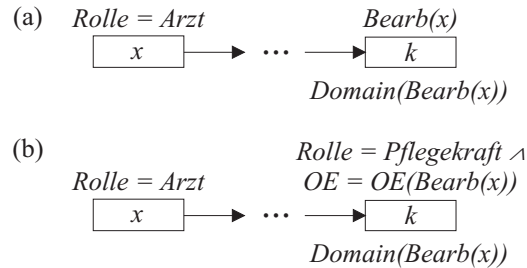 (a)
Rolle = Arzt
Bearb(x)
x
...
k
Domain(Bearb(x))
(b)
Rolle = Pflegekraft ∧
Rolle = Arzt
OE = OE(Bearb(x))
x
...
k
Domain(Bearb(x))